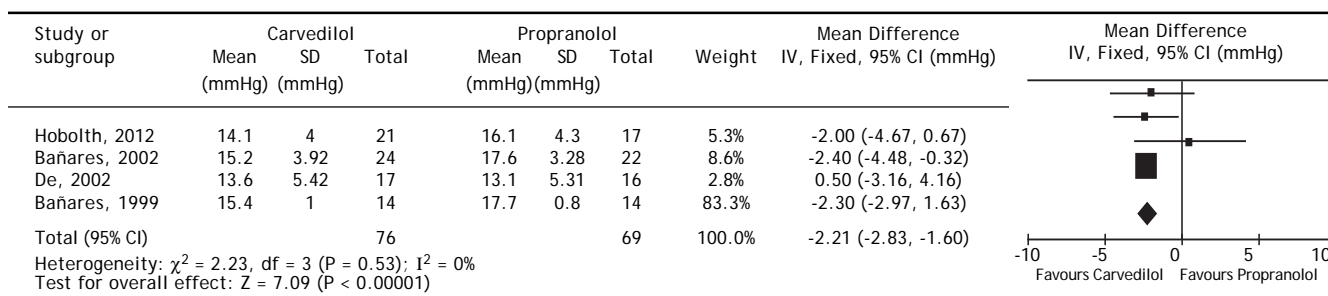 Study or subgroup Carvedilol Propranolol Weight Mean Difference IV, Fixed, 95% CI (mmHg) Mean Difference IV, Fixed, 95% CI (mmHg)
Mean (mmHg) SD (mmHg) Total Mean (mmHg) SD (mmHg) Total
Hobolth, 2012 14.1 4 21 16.1 4.3 17 5.3% -2.00 (-4.67, 0.67)
Bañares, 2002 15.2 3.92 24 17.6 3.28 22 8.6% -2.40 (-4.48, -0.32)
De, 2002 13.6 5.42 17 13.1 5.31 16 2.8% 0.50 (-3.16, 4.16)
Bañares, 1999 15.4 1 14 17.7 0.8 14 83.3% -2.30 (-2.97, 1.63)
Total (95% CI) 76 69 100.0% -2.21 (-2.83, -1.60)
Heterogeneity: χ² = 2.23, df = 3 (P = 0.53); I² = 0%
Test for overall effect: Z = 7.09 (P < 0.00001)
-10 -5 0 5 10
Favours Carvedilol Favours Propranolol